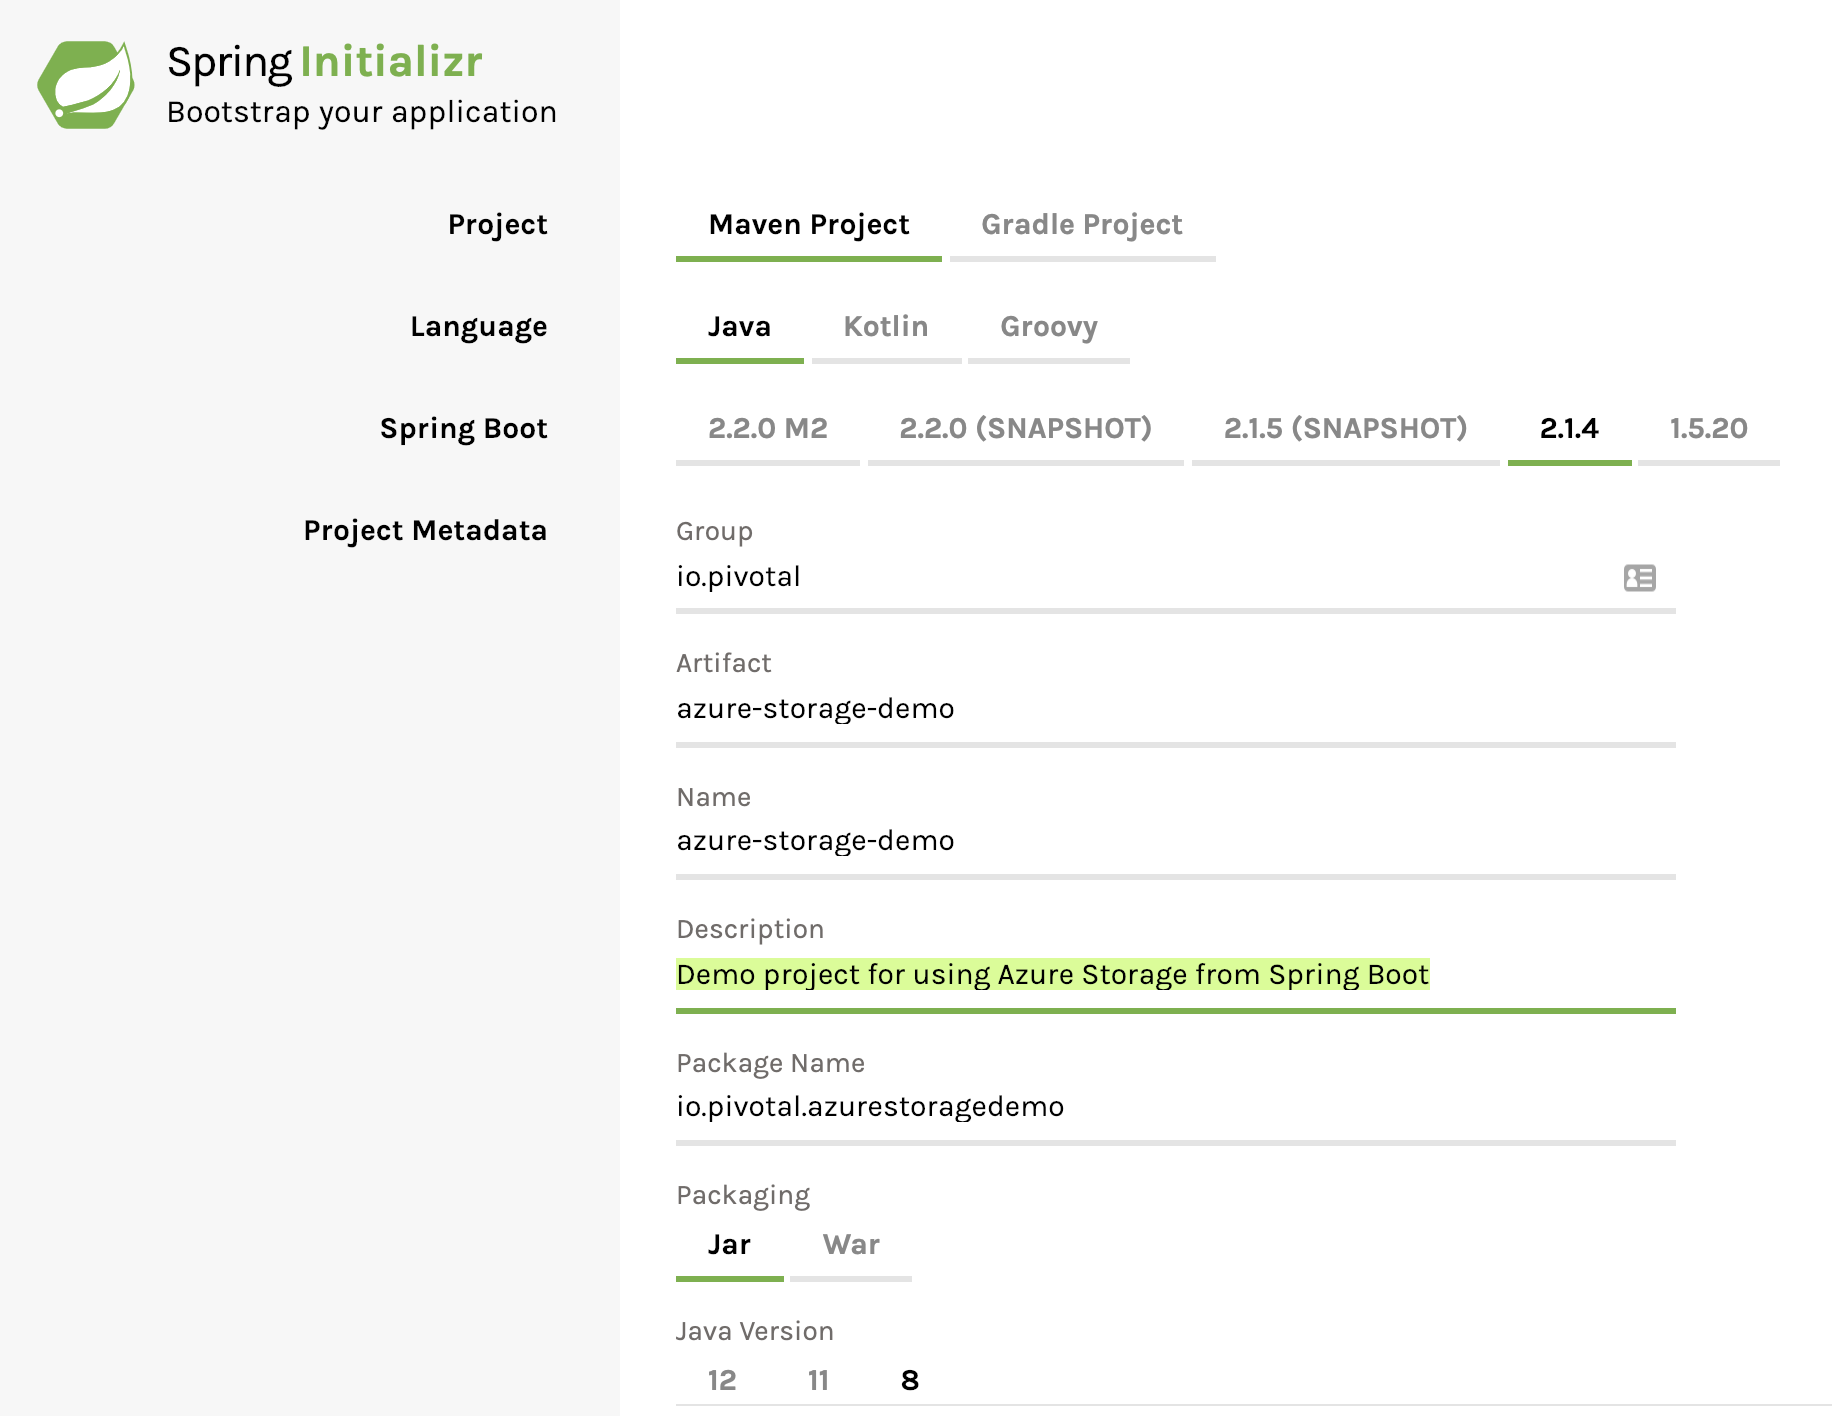 Spring Initializr
Bootstrap your application
Project
Maven Project Gradle Project
Language
Java Kotlin Groovy
Spring Boot
2.2.0 M2 2.2.0 (SNAPSHOT) 2.1.5 (SNAPSHOT) 2.1.4 1.5.20
Project Metadata
Group
io.pivotal
Artifact
azure-storage-demo
Name
azure-storage-demo
Description
Demo project for using Azure Storage from Spring Boot
Package Name
io.pivotal.azurestoragedemo
Packaging
Jar War
Java Version
12 11 8